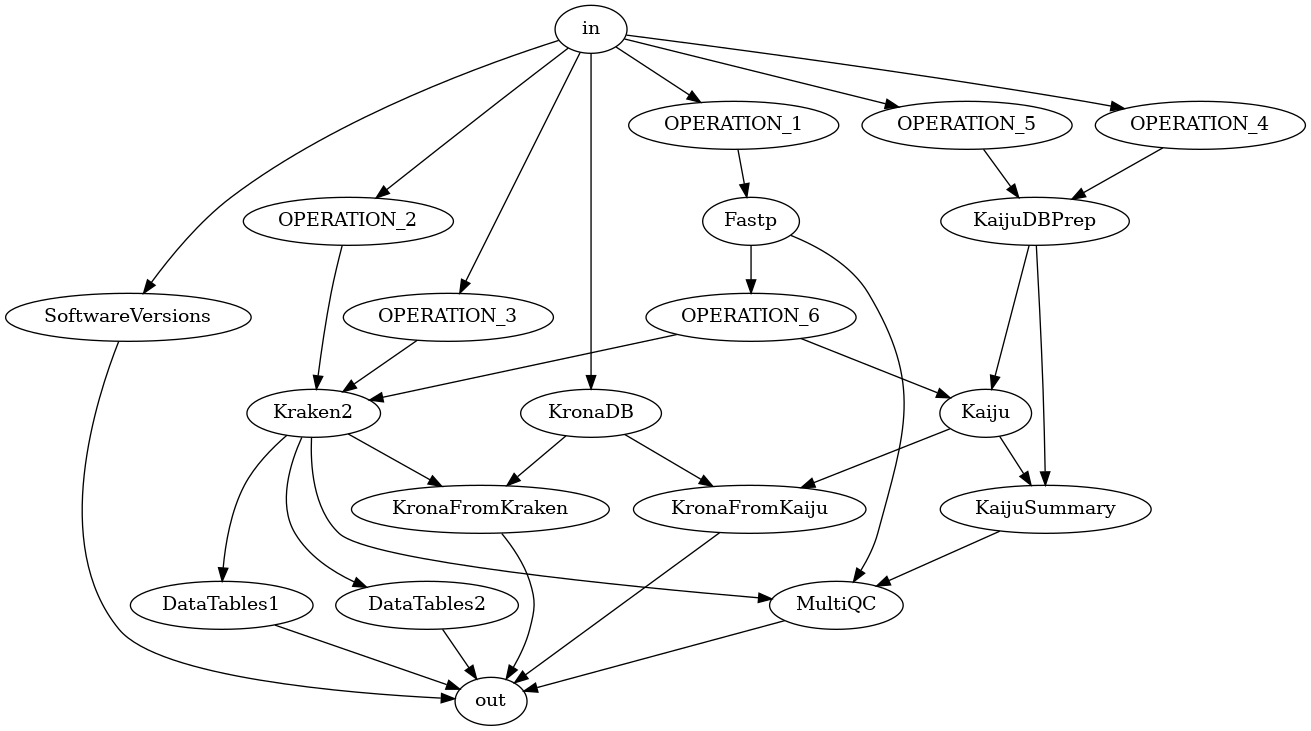 in
OPERATION_1
OPERATION_5
OPERATION_4
OPERATION_2
Fastp
KaijuDBPrep
SoftwareVersions
OPERATION_3
OPERATION_6
Kraken2
KronaDB
Kaiju
KronaFromKraken
KronaFromKaiju
KaijuSummary
DataTables1
DataTables2
MultiQC
out